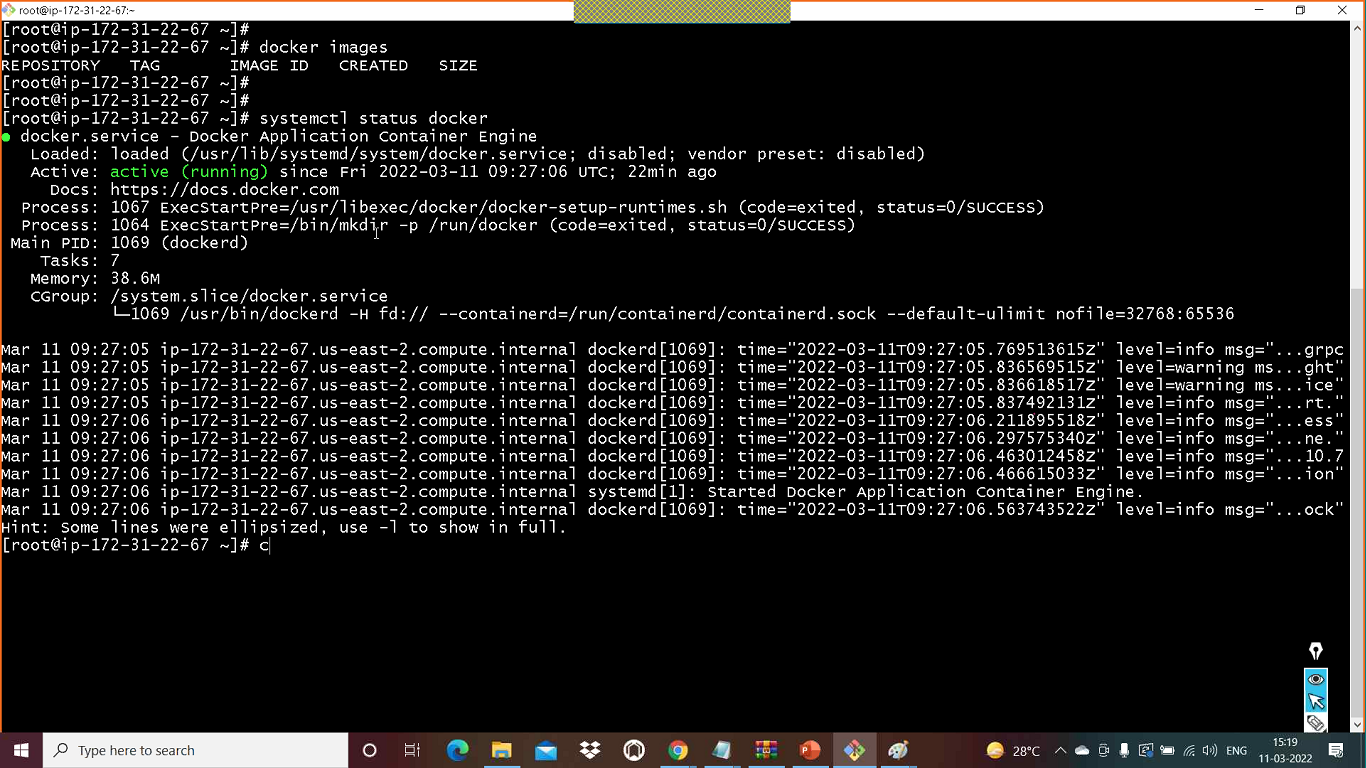 root@ip-172-31-22-67:~
[root@ip-172-31-22-67 ~]#
[root@ip-172-31-22-67 ~]# docker images
REPOSITORY   TAG       IMAGE ID   CREATED   SIZE
[root@ip-172-31-22-67 ~]#
[root@ip-172-31-22-67 ~]#
[root@ip-172-31-22-67 ~]# systemctl status docker
● docker.service - Docker Application Container Engine
   Loaded: loaded (/usr/lib/systemd/system/docker.service; disabled; vendor preset: disabled)
   Active: active (running) since Fri 2022-03-11 09:27:06 UTC; 22min ago
     Docs: https://docs.docker.com
  Process: 1067 ExecStartPre=/usr/libexec/docker/docker-setup-runtimes.sh (code=exited, status=0/SUCCESS)
  Process: 1064 ExecStartPre=/bin/mkdir -p /run/docker (code=exited, status=0/SUCCESS)
 Main PID: 1069 (dockerd)
    Tasks: 7
   Memory: 38.6M
   CGroup: /system.slice/docker.service
           └─1069 /usr/bin/dockerd -H fd:// --containerd=/run/containerd/containerd.sock --default-ulimit nofile=32768:65536
Mar 11 09:27:05 ip-172-31-22-67.us-east-2.compute.internal dockerd[1069]: time="2022-03-11T09:27:05.769513615Z" level=info msg="...grpc
Mar 11 09:27:05 ip-172-31-22-67.us-east-2.compute.internal dockerd[1069]: time="2022-03-11T09:27:05.836569515Z" level=warning ms...ght"
Mar 11 09:27:05 ip-172-31-22-67.us-east-2.compute.internal dockerd[1069]: time="2022-03-11T09:27:05.836618517Z" level=warning ms...ice"
Mar 11 09:27:05 ip-172-31-22-67.us-east-2.compute.internal dockerd[1069]: time="2022-03-11T09:27:05.837492131Z" level=info msg="...rt."
Mar 11 09:27:06 ip-172-31-22-67.us-east-2.compute.internal dockerd[1069]: time="2022-03-11T09:27:06.211895518Z" level=info msg="...ess"
Mar 11 09:27:06 ip-172-31-22-67.us-east-2.compute.internal dockerd[1069]: time="2022-03-11T09:27:06.297575340Z" level=info msg="...ne."
Mar 11 09:27:06 ip-172-31-22-67.us-east-2.compute.internal dockerd[1069]: time="2022-03-11T09:27:06.463012458Z" level=info msg="...10.7
Mar 11 09:27:06 ip-172-31-22-67.us-east-2.compute.internal dockerd[1069]: time="2022-03-11T09:27:06.466615033Z" level=info msg="...ion"
Mar 11 09:27:06 ip-172-31-22-67.us-east-2.compute.internal systemd[1]: Started Docker Application Container Engine.
Mar 11 09:27:06 ip-172-31-22-67.us-east-2.compute.internal dockerd[1069]: time="2022-03-11T09:27:06.563743522Z" level=info msg="...ock"
Hint: Some lines were ellipsized, use -l to show in full.
[root@ip-172-31-22-67 ~]# c
Type here to search
28°C
ENG
15:19
11-03-2022